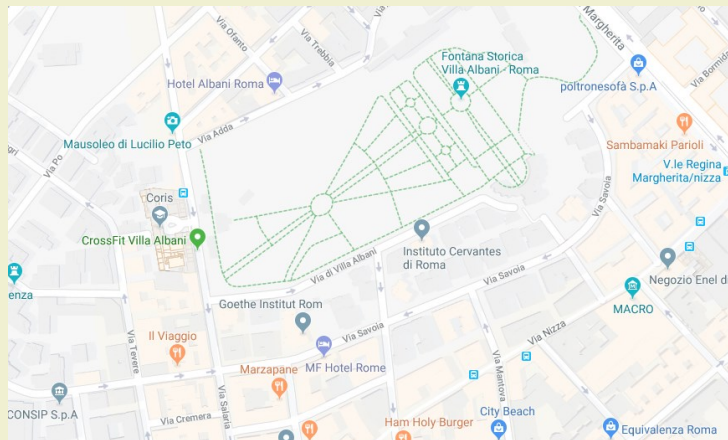 Via Ofanto
Via Trebbia
Margherita
Via Bormida
Fontana Storica
Villa Albani - Roma
Hotel Albani Roma
poltronesofà S.p.A
Via Adda
Mausoleo di Lucilio Peto
Sambamaki Parioli
Via Po
V.le Regina
Margherita/nizza
Coris
Via Savoia
CrossFit Villa Albani
Via di Villa Albani
Instituto Cervantes
di Roma
enza
Via Savoia
Negozio Enel d
Goethe Institut Rom
MACRO
Il Viaggio
Via Tevere
Via Savoia
Via Nizza
Marzapane
MF Hotel Rome
Via Salaria
Via Mantova
CONSIP S.p.A
Via Cremera
Ham Holy Burger
City Beach
Equivalenza Roma